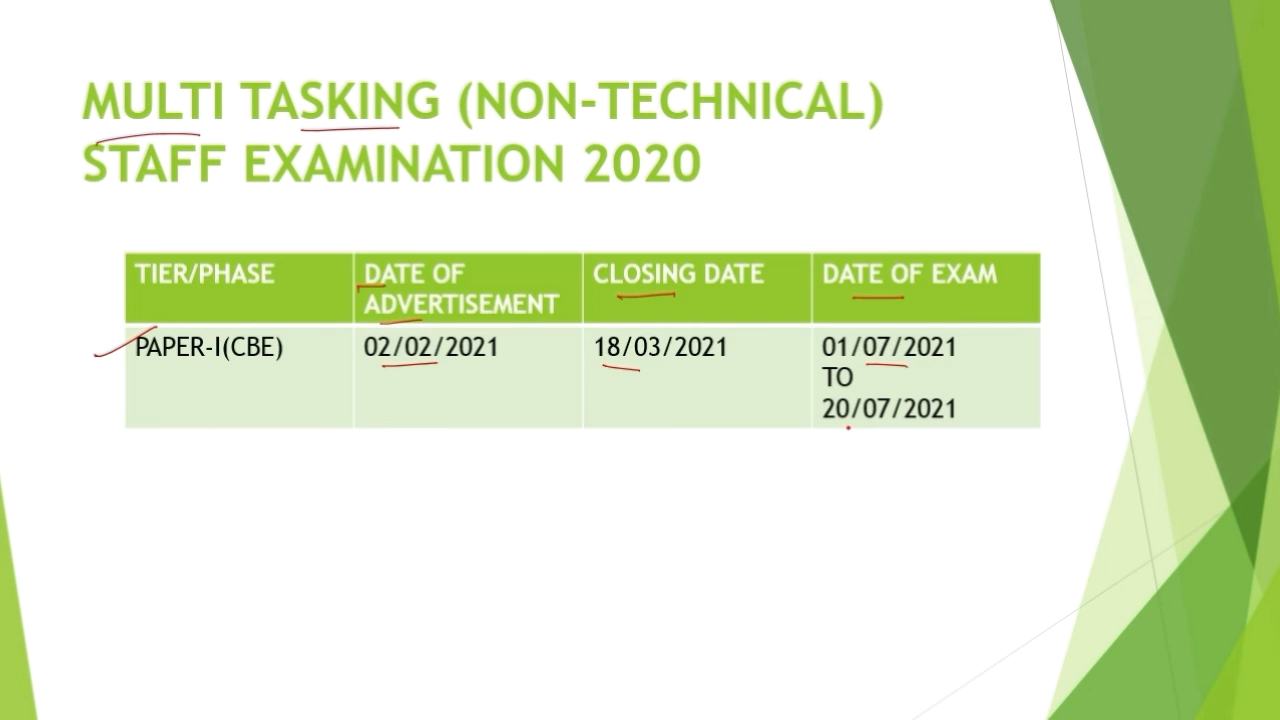 MULTI TASKING (NON-TECHNICAL)
STAFF EXAMINATION 2020
TIER/PHASE
DATE OF
ADVERTISEMENT
CLOSING DATE
DATE OF EXAM
PAPER-I(CBE)
02/02/2021
18/03/2021
01/07/2021
TO
20/07/2021